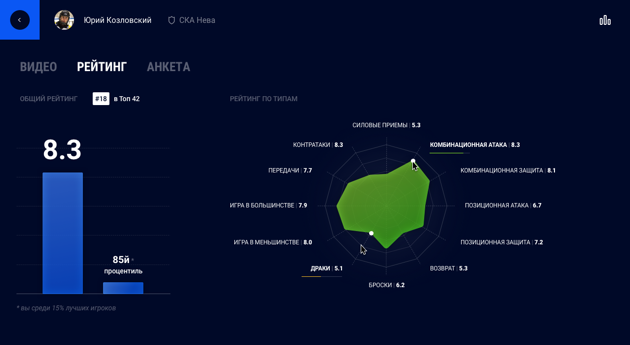 Юрий Козловский
СКА Нева
ВИДЕО
РЕЙТИНГ
АНКЕТА
ОБЩИЙ РЕЙТИНГ #18 в Топ 42
РЕЙТИНГ ПО ТИПАМ
8.3
85й *
процентиль
* вы среди 15% лучших игроков
СИЛОВЫЕ ПРИЕМЫ | 5.3
КОМБИНАЦИОННАЯ АТАКА | 8.3
КОМБИНАЦИОННАЯ ЗАЩИТА | 8.1
ПОЗИЦИОННАЯ АТАКА | 6.7
ПОЗИЦИОННАЯ ЗАЩИТА | 7.2
ВОЗВРАТ | 5.3
БРОСКИ | 6.2
ДРАКИ | 5.1
ИГРА В МЕНЬШИНСТВЕ | 8.0
ИГРА В БОЛЬШИНСТВЕ | 7.9
ПЕРЕДАЧИ | 7.7
КОНТРАТАКИ | 8.3